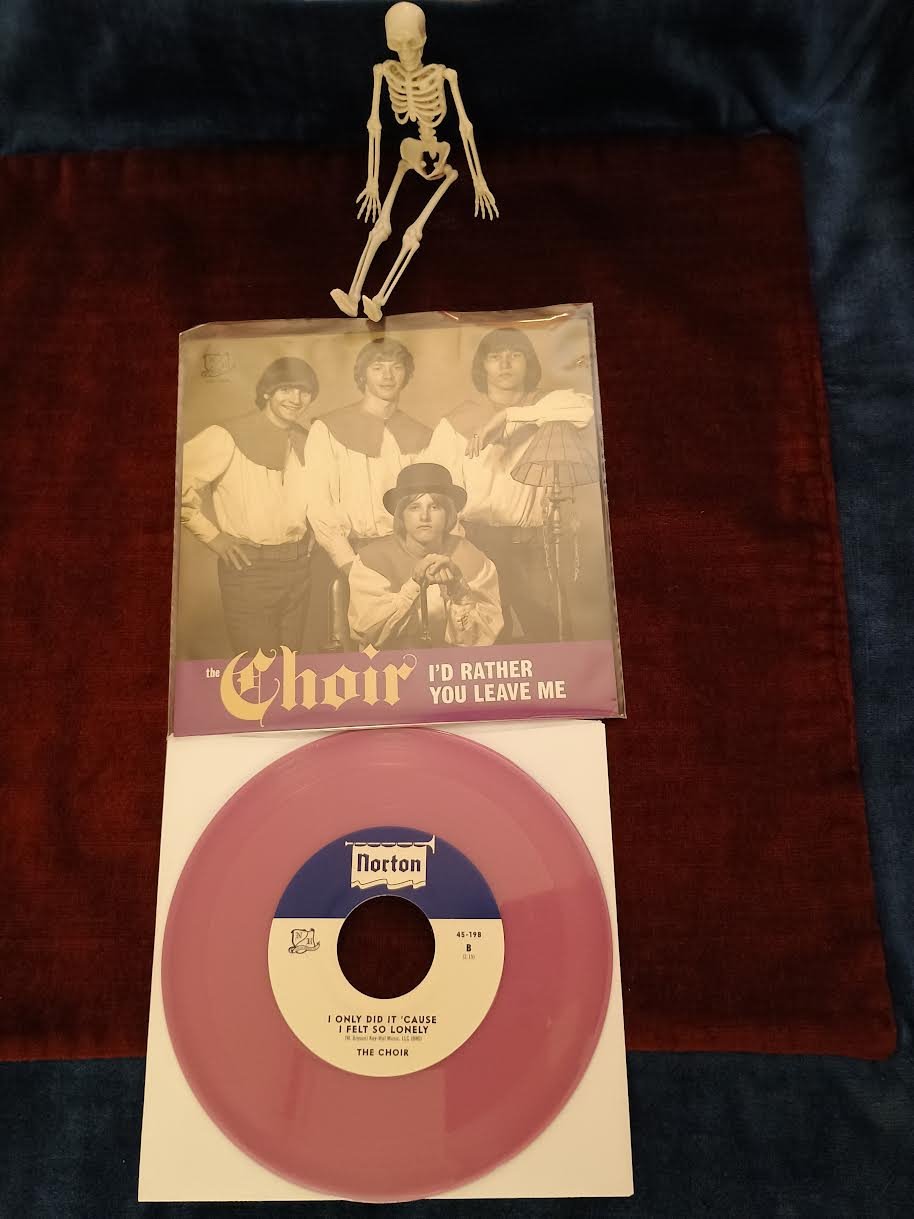 the Choir
I'D RATHER
YOU LEAVE ME
Norton
N
R
45-198
B
I ONLY DID IT 'CAUSE
I FELT SO LONELY
THE CHOIR